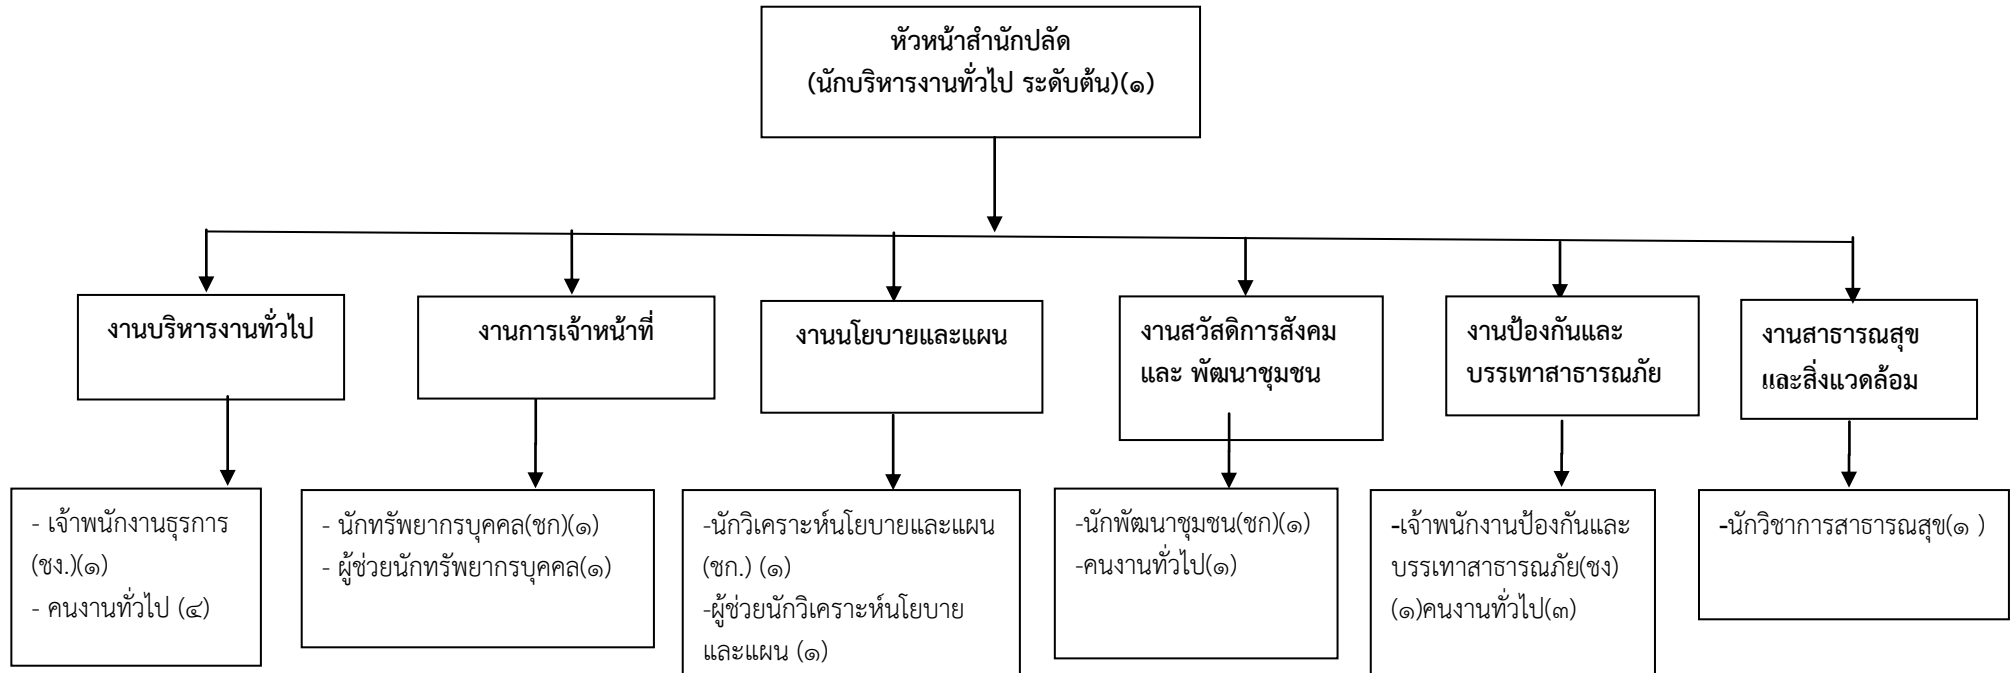 หัวหน้าสำนักปลัด
(นักบริหารงานทั่วไป ระดับต้น)(๑)
งานบริหารงานทั่วไป
งานการเจ้าหน้าที่
งานนโยบายและแผน
งานสวัสดิการสังคม
และ พัฒนาชุมชน
งานป้องกันและ
บรรเทาสาธารณภัย
งานสาธารณสุข
และสิ่งแวดล้อม
- เจ้าพนักงานธุรการ
(ชง.)(๑)
- คนงานทั่วไป (๔)
- นักทรัพยากรบุคคล(ชก)(๑)
- ผู้ช่วยนักทรัพยากรบุคคล(๑)
-นักวิเคราะห์นโยบายและแผน
(ชก.) (๑)
-ผู้ช่วยนักวิเคราะห์นโยบาย
และแผน (๑)
-นักพัฒนาชุมชน(ชก)(๑)
-คนงานทั่วไป(๑)
-เจ้าพนักงานป้องกันและ
บรรเทาสาธารณภัย(ชง)
(๑)คนงานทั่วไป(๓)
-นักวิชาการสาธารณสุข(๑ )